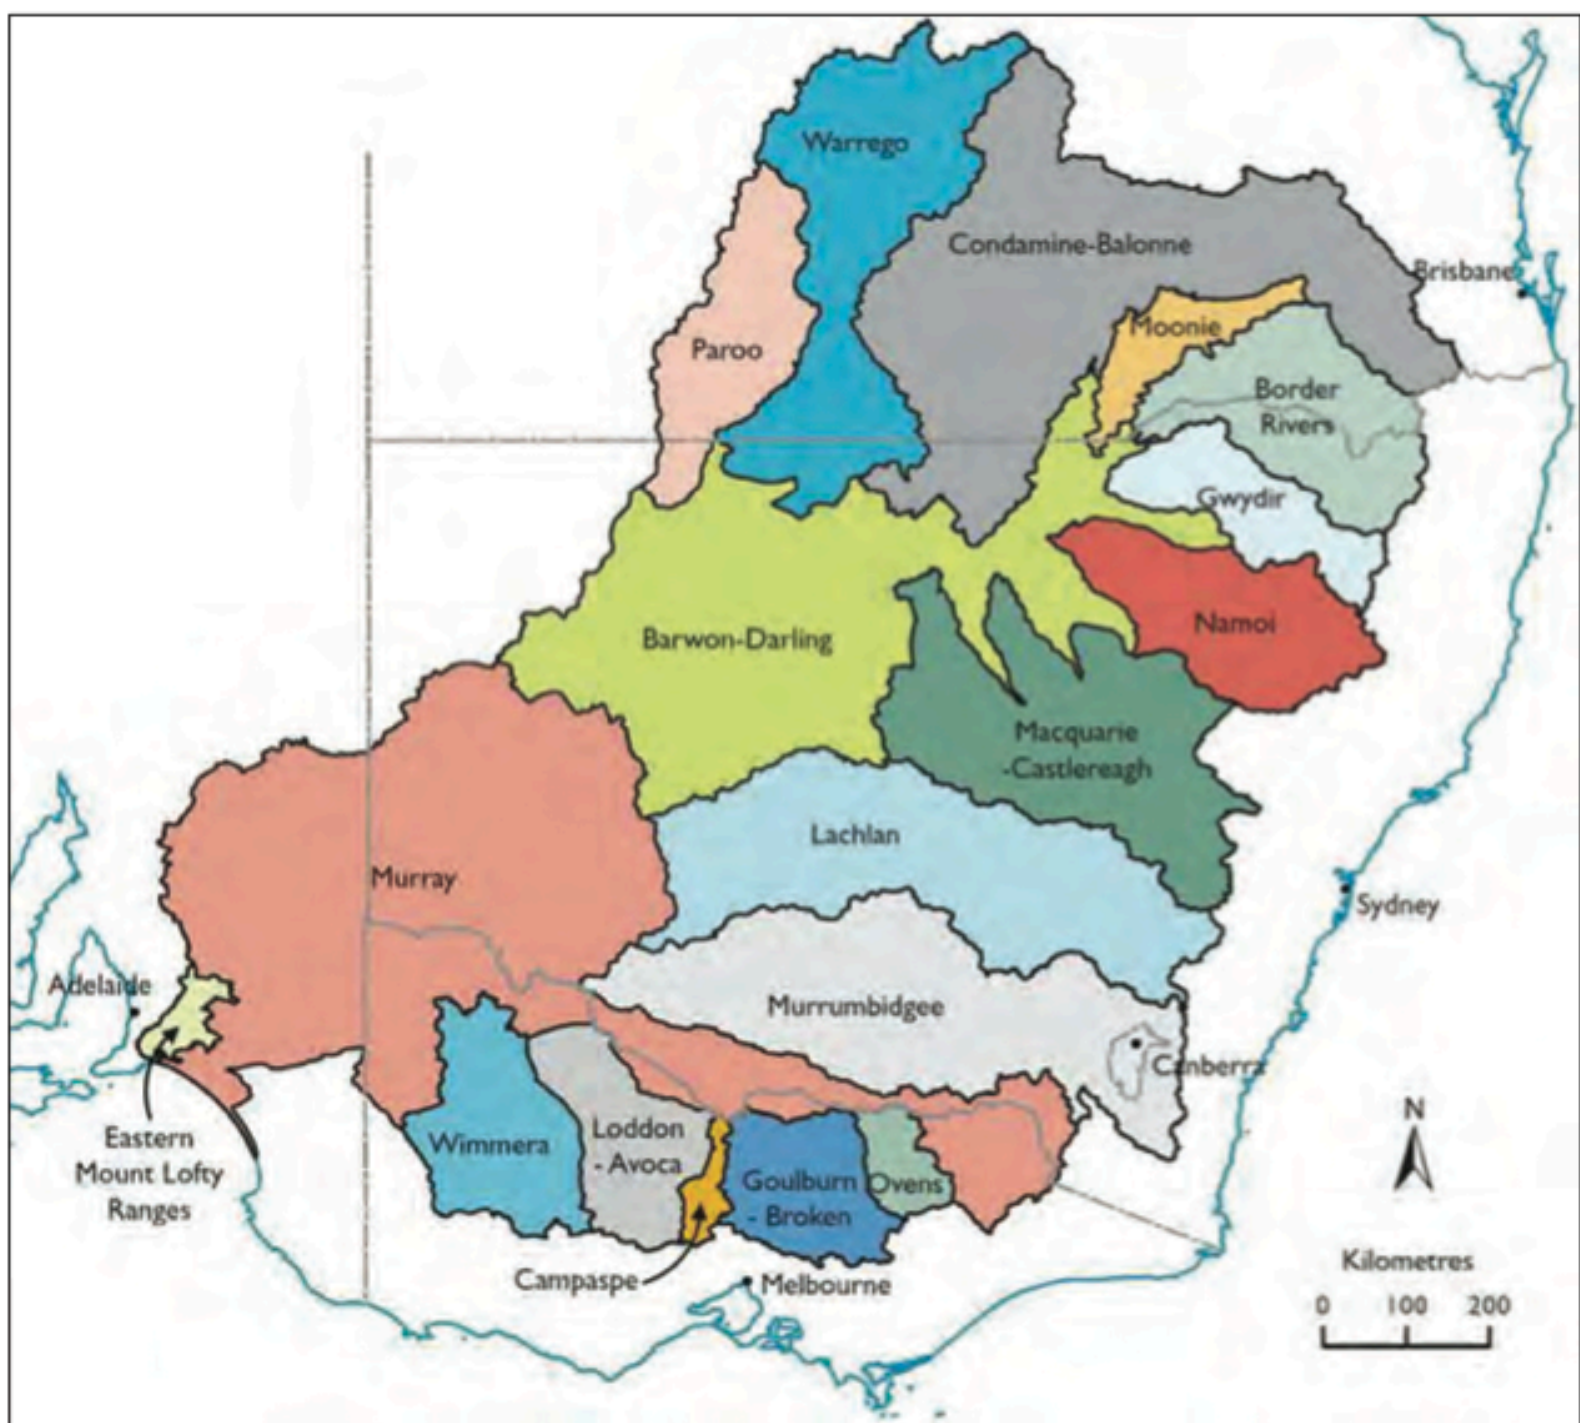 Warrego
Condamine-Balonne
Brisbane
Moonie
Paroo
Border
Rivers
Gwydir
Namoi
Barwon-Darling
Macquarie
-Castlereagh
Lachlan
Murray
Sydney
Adelaide
Murrumbidgee
Canberra
Eastern
Mount Lofty
Ranges
Wimmera
Loddon
- Avoca
Goulburn
- Broken
Ovens
Campaspe
Melbourne
N
Kilometres
0 100 200